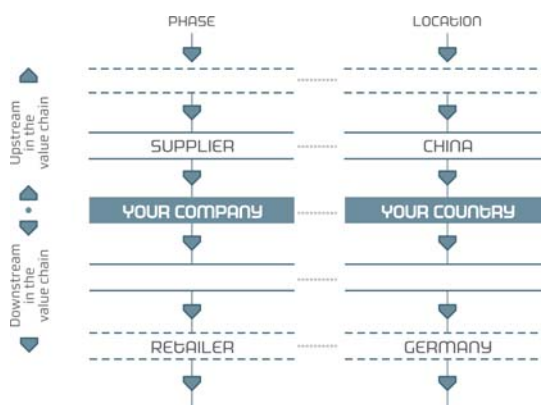 PHASE
LOCATION
Upstream
in the
value chain
SUPPLIER
CHINA
YOUR COMPANY
YOUR COUNTRY
Downstream
in the
value chain
RETAILER
GERMANY